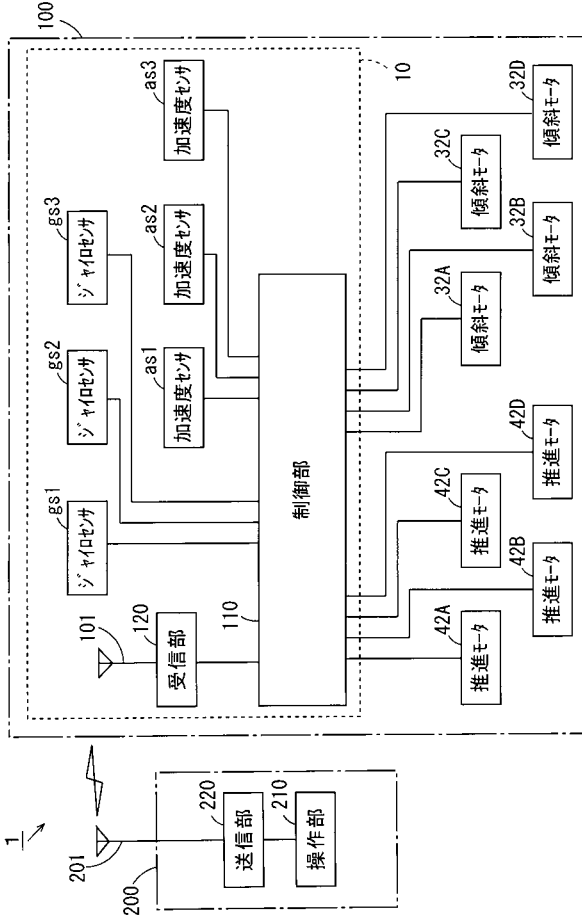 1
100
10
201
200
220
送信部
210
操作部
101
120
受信部
110
制御部
gs1
ジャイロセンサ
gs2
ジャイロセンサ
gs3
ジャイロセンサ
as1
加速度センサ
as2
加速度センサ
as3
加速度センサ
42A
推進モータ
42B
推進モータ
42C
推進モータ
42D
推進モータ
32A
傾斜モータ
32B
傾斜モータ
32C
傾斜モータ
32D
傾斜モータ